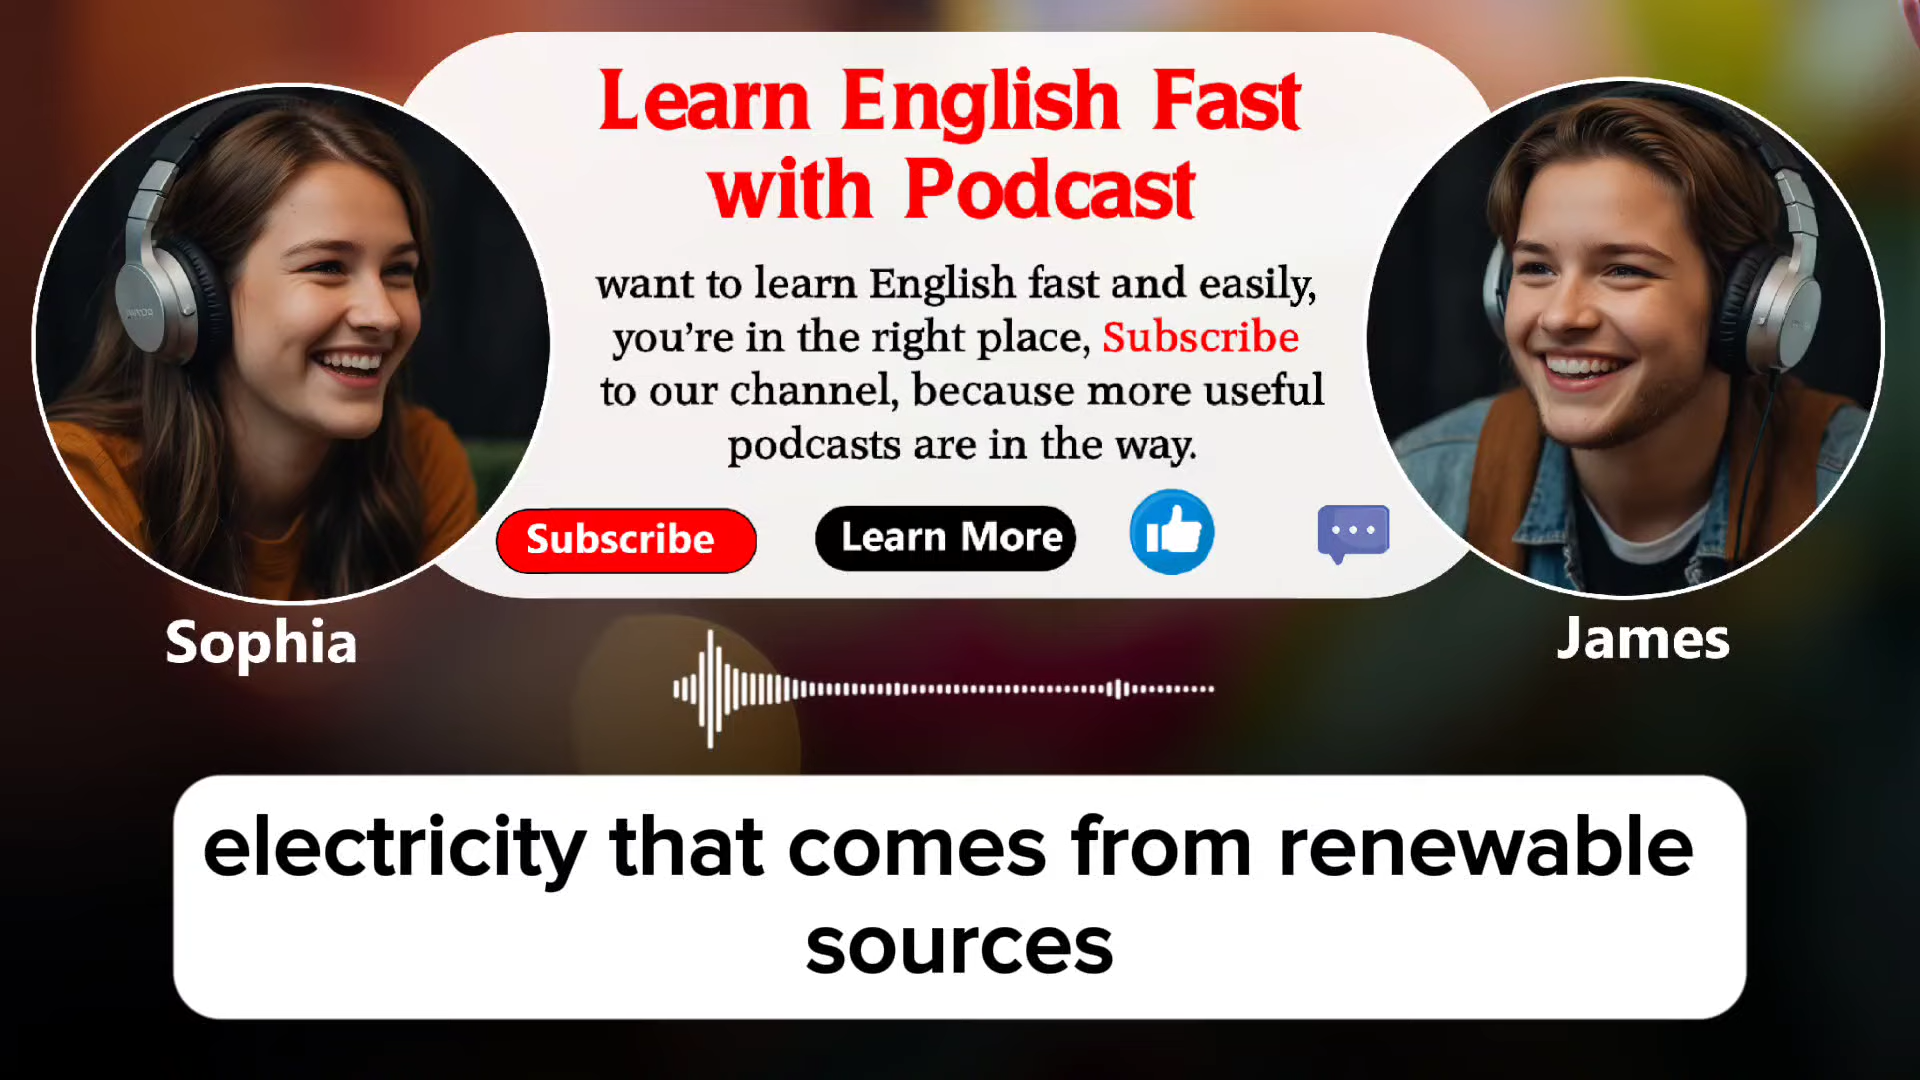 Learn English Fast
with Podcast
want to learn English fast and easily,
you're in the right place, Subscribe
to our channel, because more useful
podcasts are in the way.
Subscribe
Learn More
Sophia
James
electricity that comes from renewable
sources